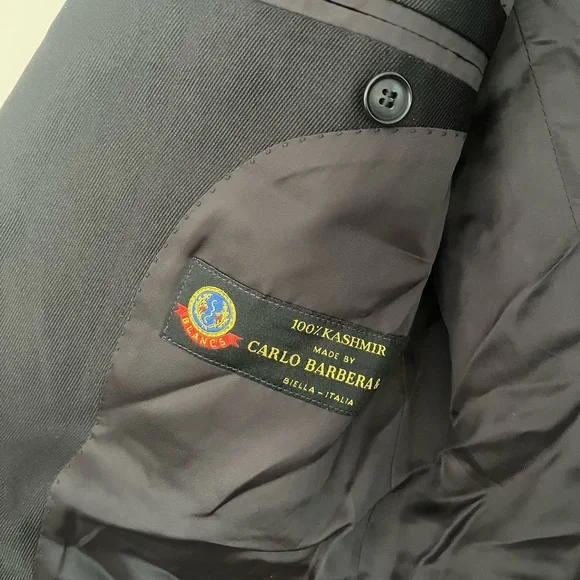 BLANCS
100% KASHMIR
MADE BY
CARLO BARBERA &
BIELLA - ITALIA